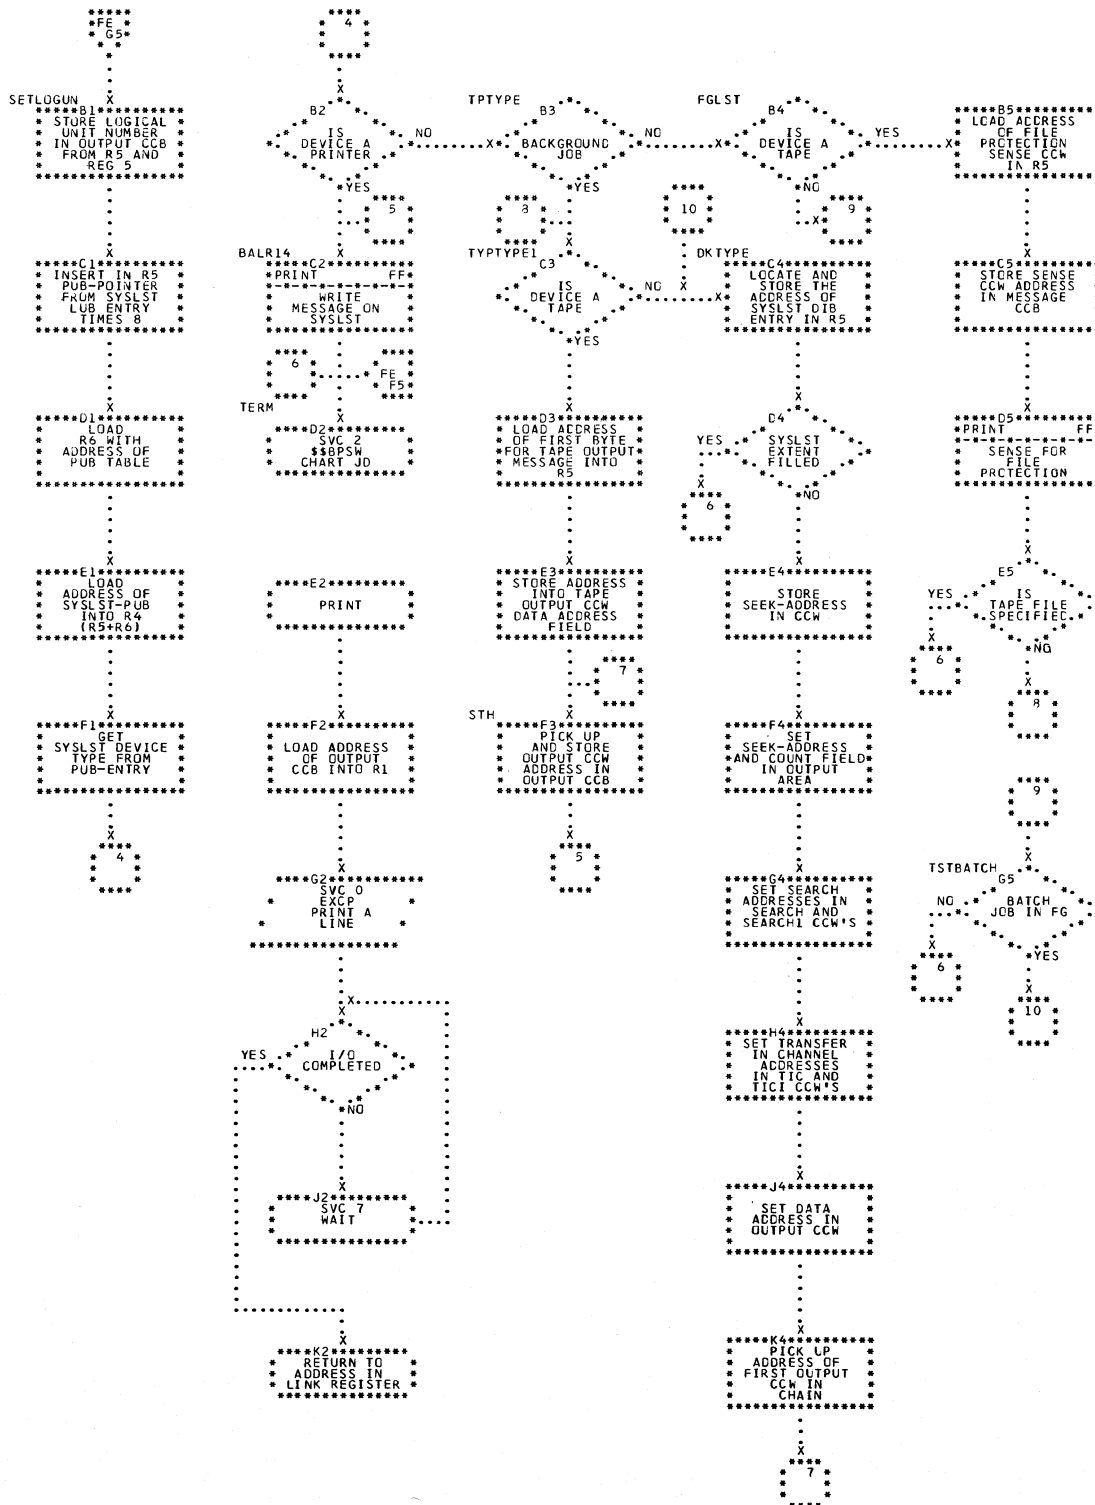 FE
G5
SETLOGUN
B1
STORE LOGICAL
UNIT NUMBER
IN OUTPUT CCB
FROM R5 AND
REG 5
C1
INSERT IN R5
PUB-POINTER
FROM SYSLST
LUB ENTRY
TIMES 8
D1
LOAD
R6 WITH
ADDRESS OF
PUB TABLE
E1
LOAD
ADDRESS OF
SYSLST-PUB
INTO R4
(R5+R6)
F1
GET
SYSLST DEVICE
TYPE FROM
PUB-ENTRY
4
4
B2
IS
DEVICE A
PRINTER
NO
YES
5
BALR14
C2
PRINT FF
WRITE
MESSAGE ON
SYSLST
6
FE
F5
TERM
D2
SVC 2
$$BPSW
CHART JD
E2
PRINT
F2
LOAD ADDRESS
OF OUTPUT
CCB INTO R1
G2
SVC 0
EXCP
PRINT A
LINE
H2
YES
I/O
COMPLETED
NO
J2
SVC 7
WAIT
K2
RETURN TO
ADDRESS IN
LINK REGISTER
TPTYPE
B3
BACKGROUND
JOB
NO
YES
8
TYPTYPE1
C3
IS
DEVICE A
TAPE
NO
YES
D3
LOAD ADDRESS
OF FIRST BYTE
FOR TAPE OUTPUT
MESSAGE INTO
R5
E3
STORE ADDRESS
INTO TAPE
OUTPUT CCW
DATA ADDRESS
FIELD
7
STH
F3
PICK UP
AND STORE
OUTPUT CCW
ADDRESS IN
OUTPUT CCB
5
FGLST
B4
IS
DEVICE A
TAPE
YES
NO
10
9
DKTYPE
C4
LOCATE AND
STORE THE
ADDRESS OF
SYSLST DIB
ENTRY IN R5
D4
YES
SYSLST
EXTENT
FILLED
NO
6
E4
STORE
SEEK-ADDRESS
IN CCW
F4
SET
SEEK-ADDRESS
AND COUNT FIELD
IN OUTPUT
AREA
G4
SET SEARCH
ADDRESSES IN
SEARCH AND
SEARCH1 CCW'S
H4
SET TRANSFER
IN CHANNEL
ADDRESSES
IN TIC AND
TIC1 CCW'S
J4
SET DATA
ADDRESS IN
OUTPUT CCW
K4
PICK UP
ADDRESS OF
FIRST OUTPUT
CCW IN
CHAIN
7
B5
LOAD ADDRESS
OF FILE
PROTECTION
SENSE CCW
IN R5
C5
STORE SENSE
CCW ADDRESS
IN MESSAGE
CCB
D5
PRINT FF
SENSE FOR
FILE
PROTECTION
E5
YES
IS
TAPE FILE
SPECIFIED
NO
6
8
9
TSTBATCH
G5
NO
BATCH
JOB IN FG
YES
6
10